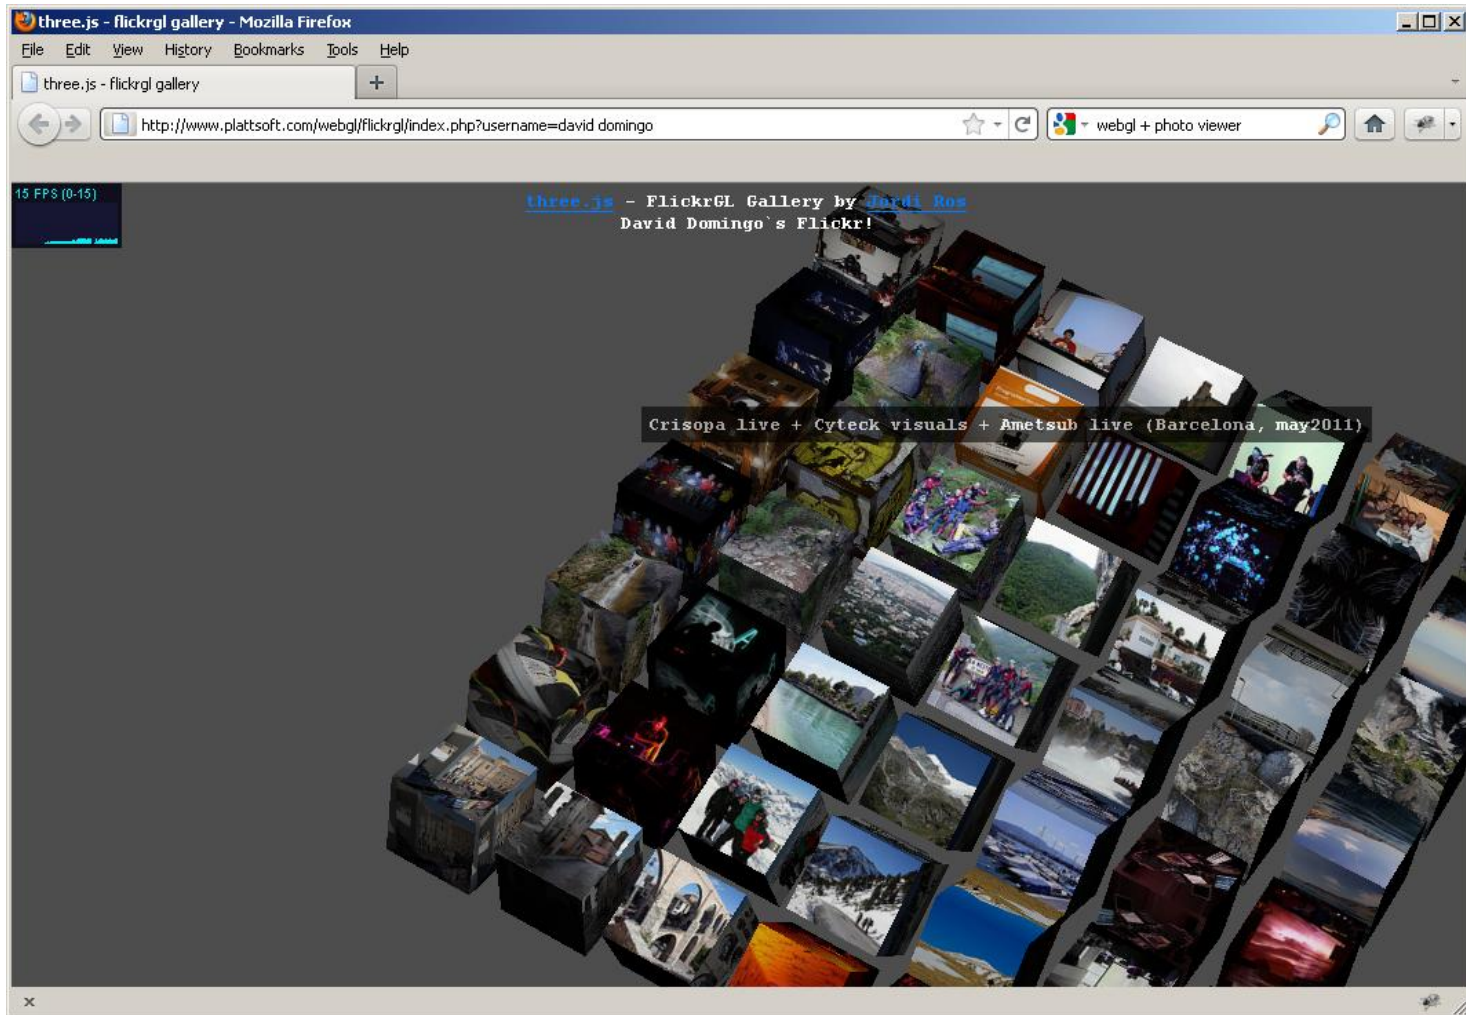 three.js - flickrgl gallery - Mozilla Firefox
File Edit View History Bookmarks Tools Help
three.js - flickrgl gallery
http://www.plattsoft.com/webgl/flickrgl/index.php?username=david domingo
webgl + photo viewer
15 FPS (0-15)
three.js - FlickrGL Gallery by Jordi Ros
David Domingo`s Flickr!
Crisopa live + Cyteck visuals + Ametsub live (Barcelona, may2011)